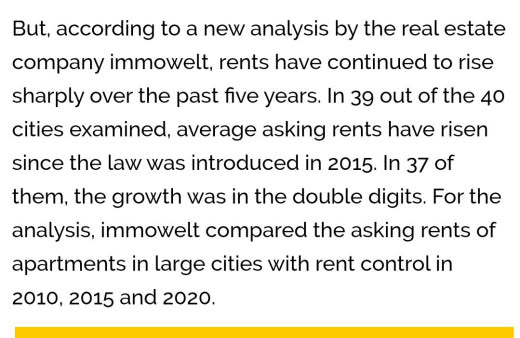 But, according to a new analysis by the real estate
company immowelt, rents have continued to rise
sharply over the past five years. In 39 out of the 40
cities examined, average asking rents have risen
since the law was introduced in 2015. In 37 of
them, the growth was in the double digits. For the
analysis, immowelt compared the asking rents of
apartments in large cities with rent control in
2010, 2015 and 2020.